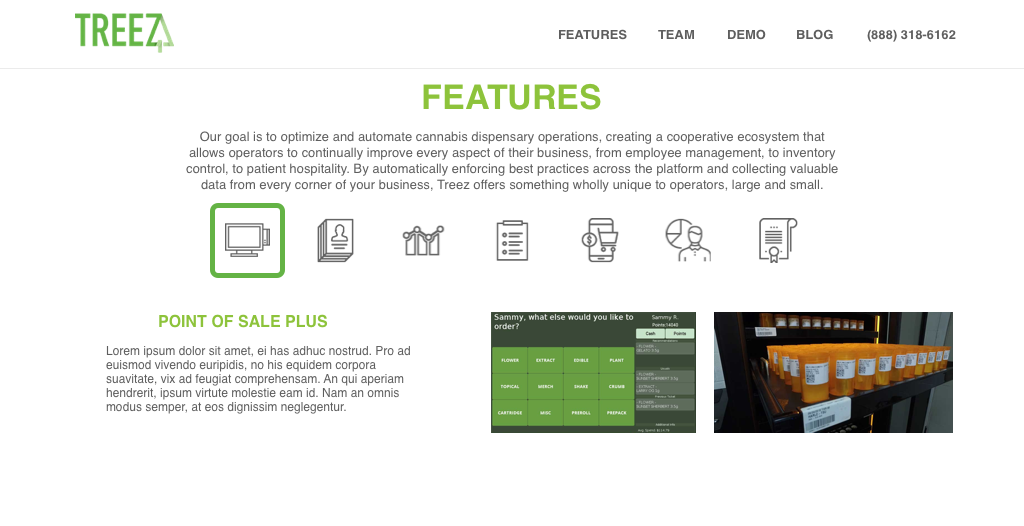 TREEZ
FEATURES TEAM DEMO BLOG (888) 318-6162
FEATURES
Our goal is to optimize and automate cannabis dispensary operations, creating a cooperative ecosystem that
allows operators to continually improve every aspect of their business, from employee management, to inventory
control, to patient hospitality. By automatically enforcing best practices across the platform and collecting valuable
data from every corner of your business, Treez offers something wholly unique to operators, large and small.
POINT OF SALE PLUS
Lorem ipsum dolor sit amet, ei has adhuc nostrud. Pro ad
euismod vivendo euripidis, no his equidem corpora
suavitate, vix ad feugiat comprehensam. An qui aperiam
hendrerit, ipsum virtute molestie eam id. Nam an omnis
modus semper, at eos dignissim neglegentur.
Sammy, what else would you like to
order?
Sammy R.
Cash Points
FLOWER EXTRACT EDIBLE PLANT
TOPICAL MERCH SHAKE CRUMB
CARTRIDGE MISC PREROLL PREPACK